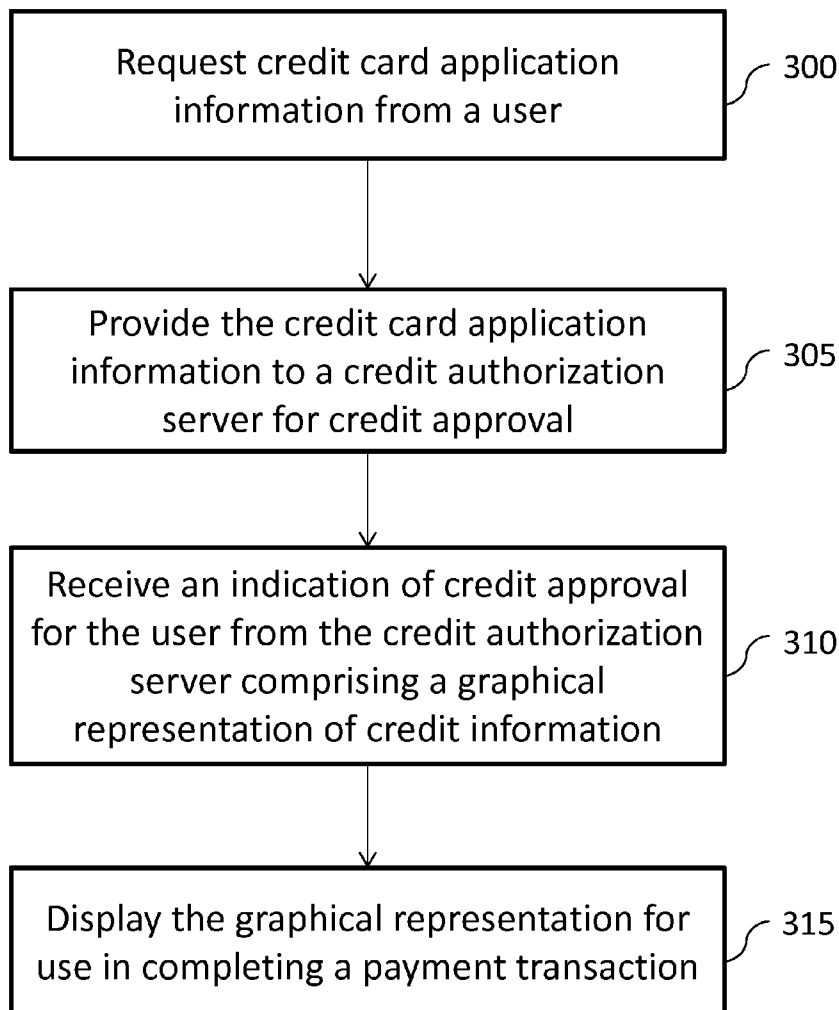 Request credit card application
information from a user
300
Provide the credit card application
information to a credit authorization
server for credit approval
305
Receive an indication of credit approval
for the user from the credit authorization
server comprising a graphical
representation of credit information
310
Display the graphical representation for
use in completing a payment transaction
315